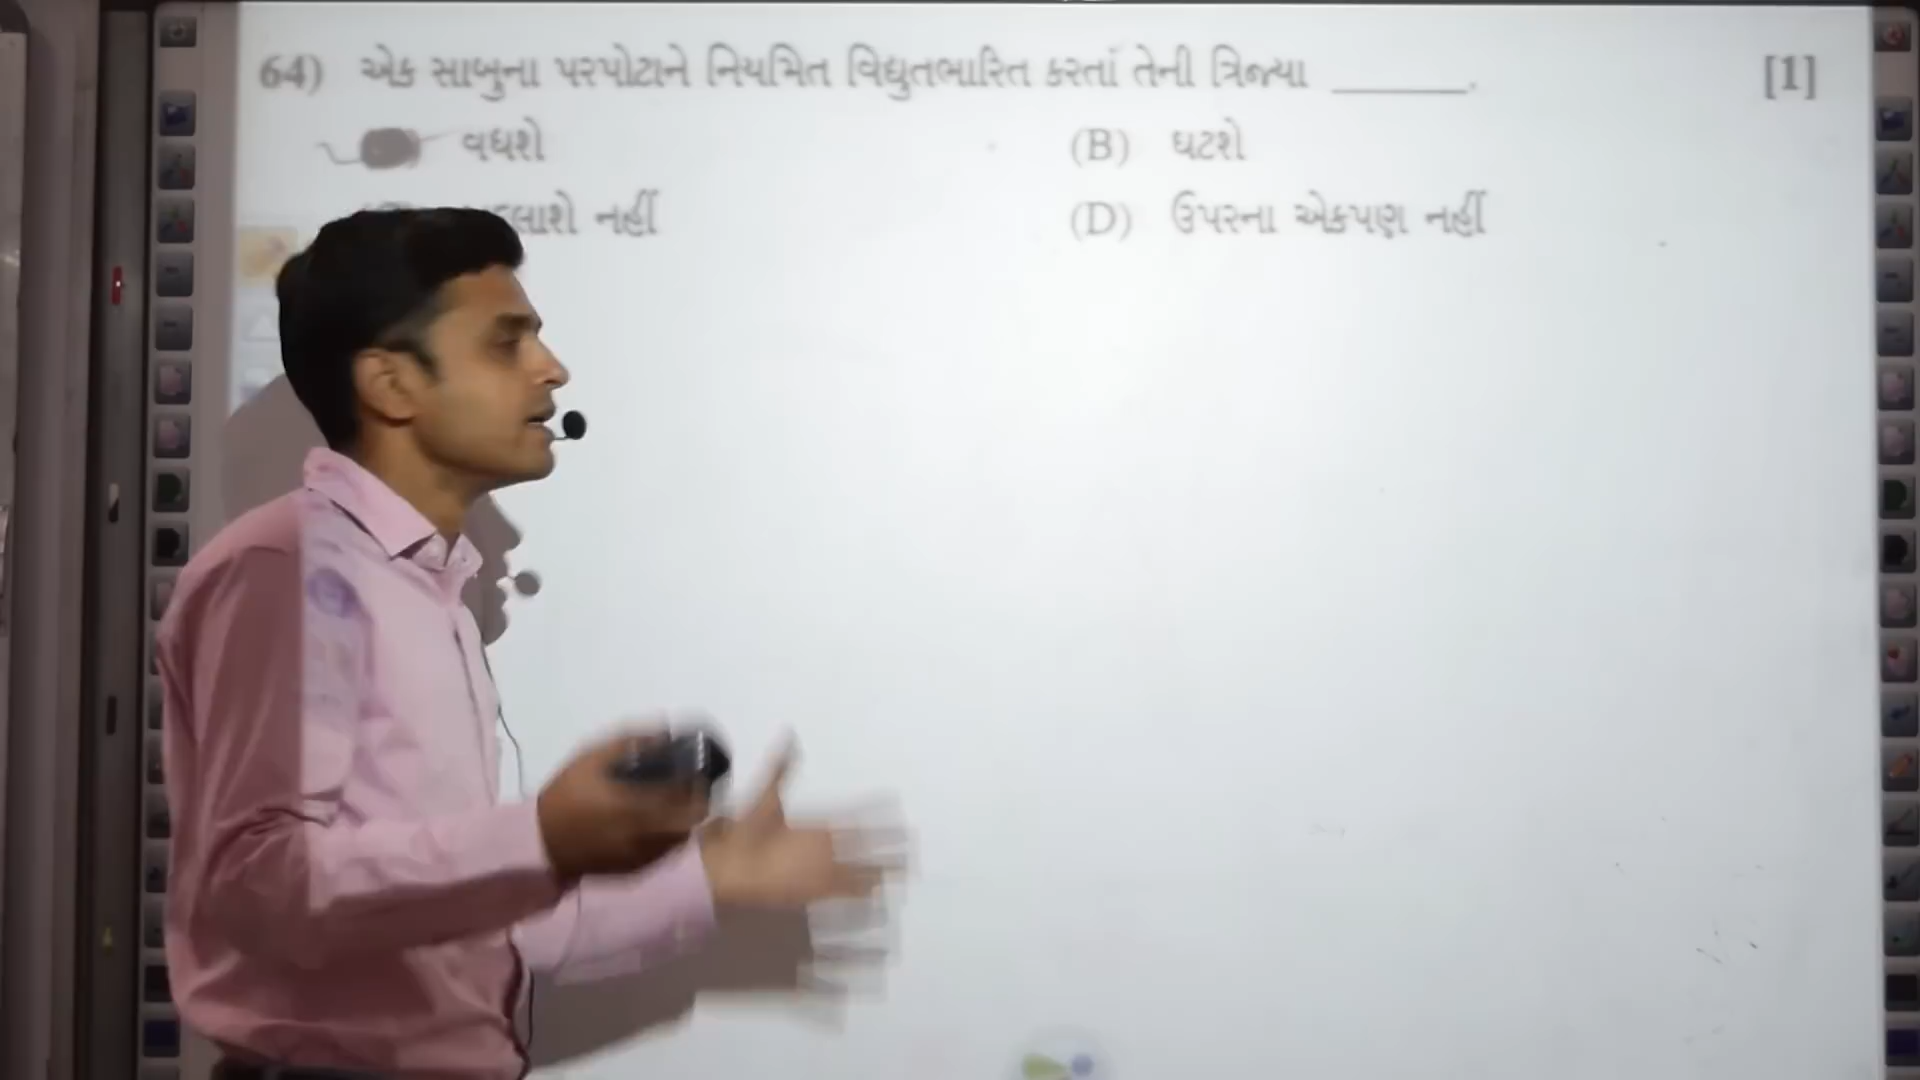 64) એક સાબુના પરપોટાને નિયમિત વિદ્યુતભારિત કરતાં તેની ત્રિજ્યા ______. [1]
વધશે (B) ઘટશે
નહીં (D) ઉપરના એકપણ નહીં